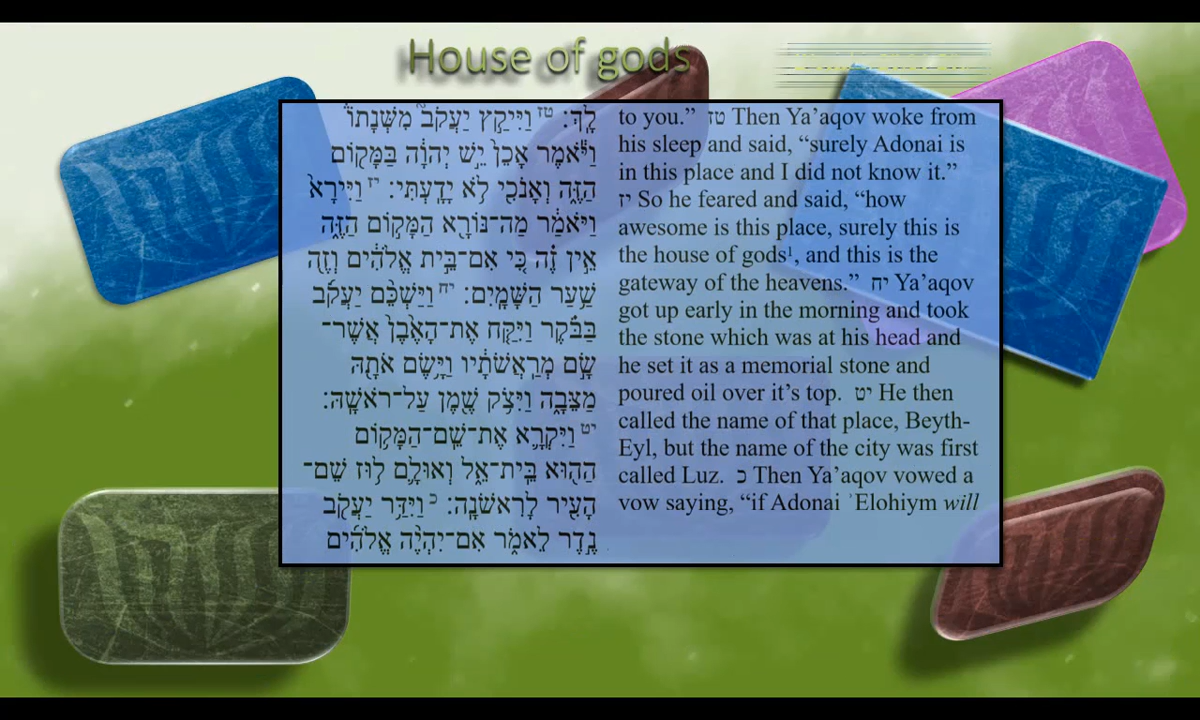 House of gods
לָֽךְ׃ טז וַיִּיקַ֣ץ יַעֲקֹב֮ מִשְּׁנָתוֹ֒
וַיֹּ֕אמֶר אָכֵן֙ יֵ֣שׁ יְהוָ֔ה בַּמָּק֖וֹם
הַזֶּ֑ה וְאָנֹכִ֖י לֹ֥א יָדָֽעְתִּי׃ יז וַיִּירָא֙
וַיֹּאמַ֔ר מַה־נּוֹרָ֖א הַמָּק֣וֹם הַזֶּ֑ה
אֵ֣ין זֶ֗ה כִּ֚י אִם־בֵּ֣ית אֱלֹהִ֔ים וְזֶ֖ה
שַׁ֥עַר הַשָּׁמָֽיִם׃ יח וַיַּשְׁכֵּ֨ם יַעֲקֹ֜ב
בַּבֹּ֗קֶר וַיִּקַּ֤ח אֶת־הָאֶ֙בֶן֙ אֲשֶׁר־
שָׂ֣ם מְרַֽאֲשֹׁתָ֔יו וַיָּ֥שֶׂם אֹתָ֖הּ
מַצֵּבָ֑ה וַיִּצֹ֥ק שֶׁ֖מֶן עַל־רֹאשָֽׁהּ׃
יט וַיִּקְרָ֛א אֶת־שֵֽׁם־הַמָּק֥וֹם
הַה֖וּא בֵּֽית־אֵ֑ל וְאוּלָ֛ם ל֥וּז שֵׁם־
הָעִ֖יר לָרִאשֹׁנָֽה׃ כ וַיִּדַּ֥ר יַעֲקֹ֖ב
נֶ֣דֶר לֵאמֹ֑ר אִם־יִהְיֶ֨ה אֱלֹהִ֜ים
to you.” טז Then Ya’aqov woke from
his sleep and said, “surely Adonai is
in this place and I did not know it.”
יז So he feared and said, “how
awesome is this place, surely this is
the house of gods¹, and this is the
gateway of the heavens.” יח Ya’aqov
got up early in the morning and took
the stone which was at his head and
he set it as a memorial stone and
poured oil over it’s top. יט He then
called the name of that place, Beyth-
Eyl, but the name of the city was first
called Luz. כ Then Ya’aqov vowed a
vow saying, “if Adonai ʾElohiym will